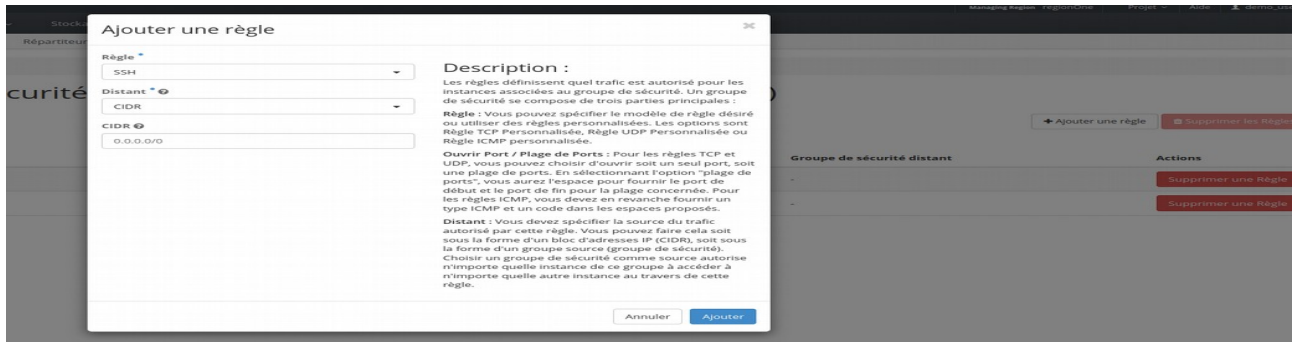 Managing Region regionOne Projet Aide demo_use
Stocka
Répartiteur
curité
)
Ajouter une règle
Règle *
SSH
Distant *
CIDR
CIDR
0.0.0.0/0
Description :
Les règles définissent quel trafic est autorisé pour les
instances associées au groupe de sécurité. Un groupe
de sécurité se compose de trois parties principales :
Règle : Vous pouvez spécifier le modèle de règle désiré
ou utiliser des règles personnalisées. Les options sont
Règle TCP Personnalisée, Règle UDP Personnalisée ou
Règle ICMP personnalisée.
Ouvrir Port / Plage de Ports : Pour les règles TCP et
UDP, vous pouvez choisir d'ouvrir soit un seul port, soit
une plage de ports. En sélectionnant l'option "plage de
ports", vous aurez l'espace pour fournir le port de
début et le port de fin pour la plage concernée. Pour
les règles ICMP, vous devez en revanche fournir un
type ICMP et un code dans les espaces proposés.
Distant : Vous devez spécifier la source du trafic
autorisé par cette règle. Vous pouvez faire cela soit
sous la forme d'un bloc d'adresses IP (CIDR), soit sous
la forme d'un groupe source (groupe de sécurité).
Choisir un groupe de sécurité comme source autorise
n'importe quelle instance de ce groupe à accéder à
n'importe quelle autre instance au travers de cette
règle.
Annuler Ajouter
+ Ajouter une règle Supprimer les Règles
Groupe de sécurité distant Actions
- Supprimer une Règle
- Supprimer une Règle